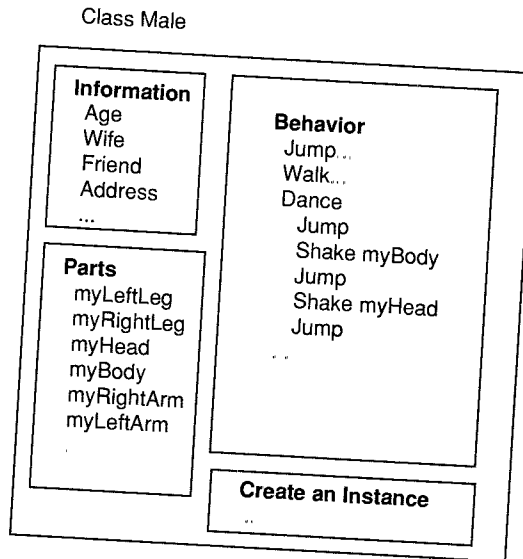 Class Male
Information
Age
Wife
Friend
Address
...
Parts
myLeftLeg
myRightLeg
myHead
myBody
myRightArm
myLeftArm
.
Behavior
Jump...
Walk...
Dance
Jump
Shake myBody
Jump
Shake myHead
Jump
. .
Create an Instance
..